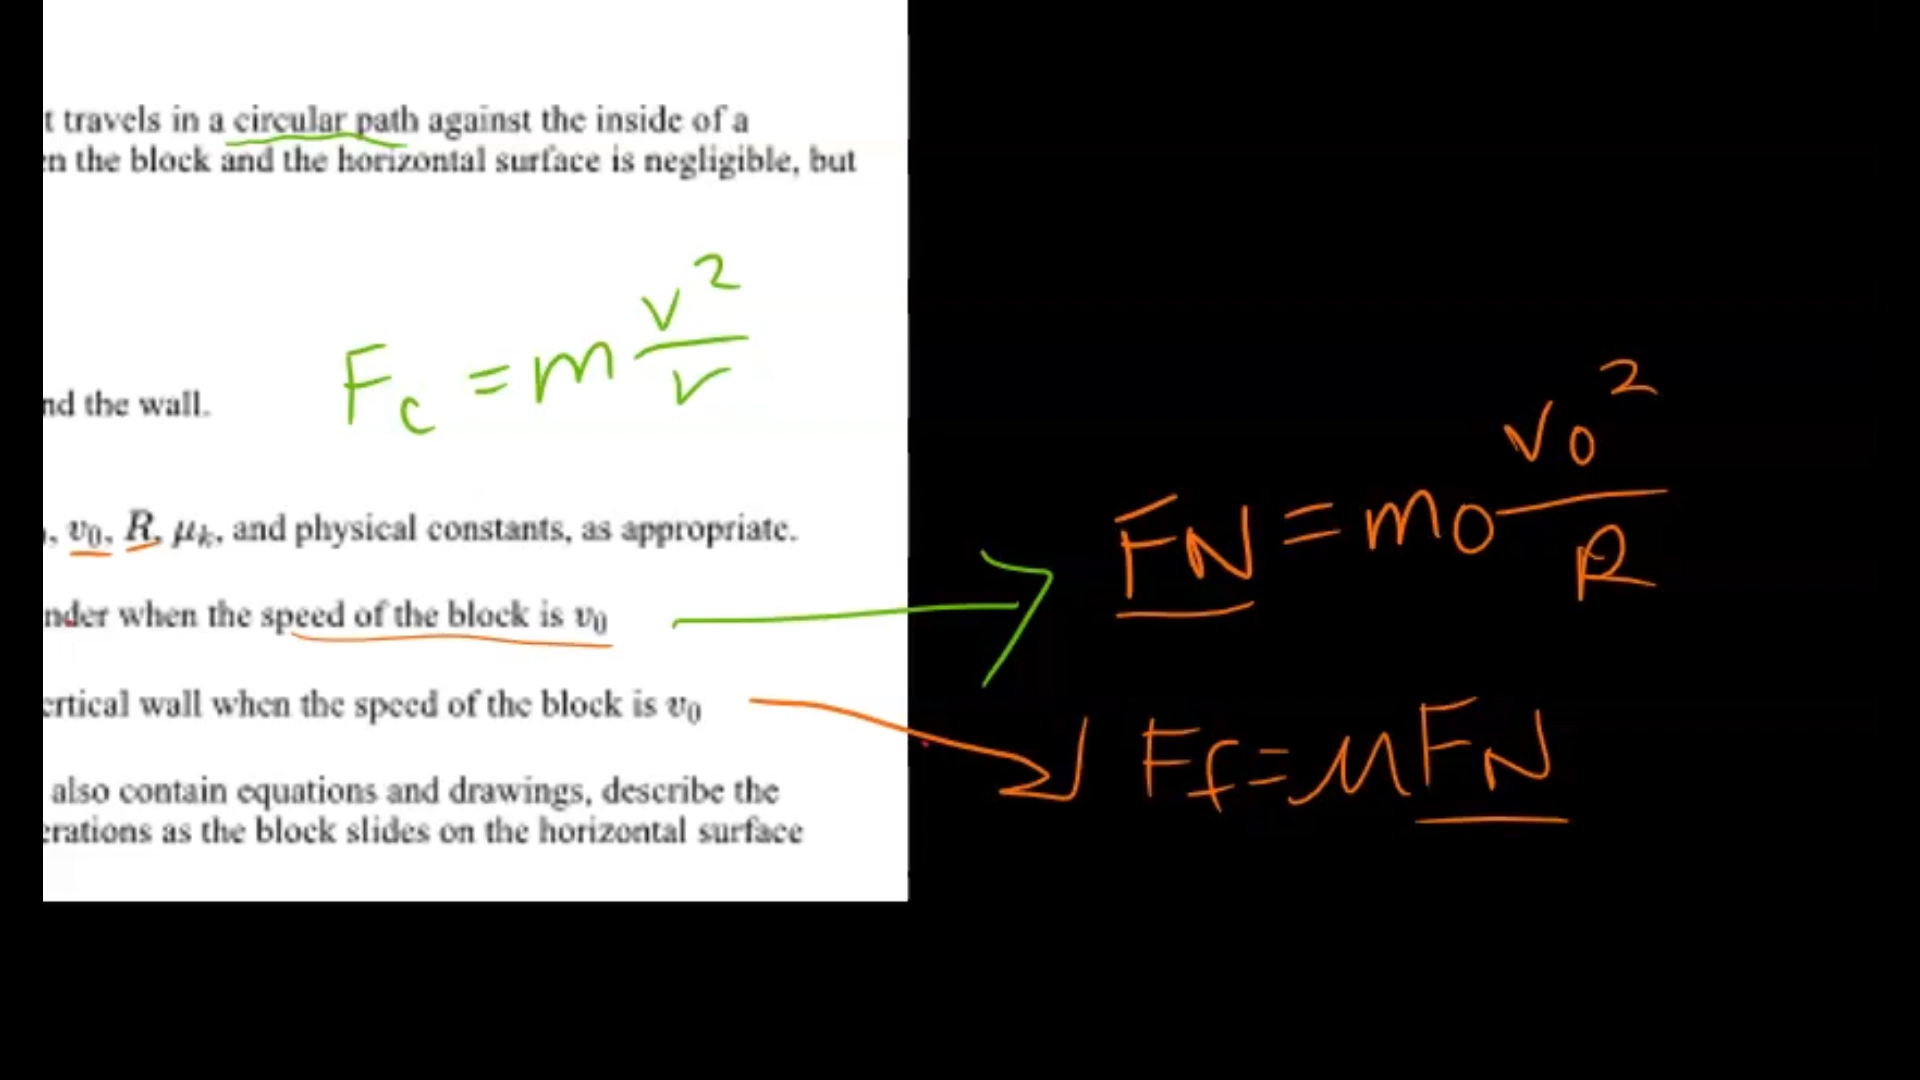 t travels in a circular path against the inside of a
n the block and the horizontal surface is negligible, but
F_c = m v²/r
nd the wall.
, v₀, R, μₖ, and physical constants, as appropriate.
nder when the speed of the block is v₀
FN = m₀ v₀²/R
ertical wall when the speed of the block is v₀
Ff = μFN
also contain equations and drawings, describe the
erations as the block slides on the horizontal surface